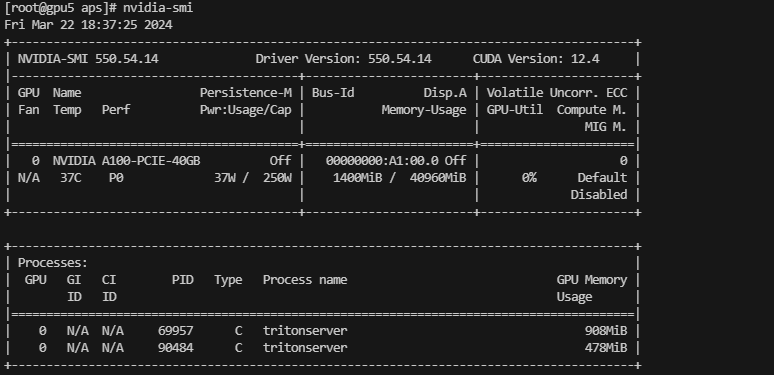 [root@gpu5 aps]# nvidia-smi
Fri Mar 22 18:37:25 2024
+-----------------------------------------------------------------------------------------+
| NVIDIA-SMI 550.54.14              Driver Version: 550.54.14      CUDA Version: 12.4     |
|-----------------------------------------+------------------------+----------------------+
| GPU  Name                 Persistence-M | Bus-Id          Disp.A | Volatile Uncorr. ECC |
| Fan  Temp   Perf          Pwr:Usage/Cap |           Memory-Usage | GPU-Util  Compute M. |
|                                         |                        |               MIG M. |
|=========================================+========================+======================|
|   0  NVIDIA A100-PCIE-40GB          Off |   00000000:A1:00.0 Off |                    0 |
| N/A   37C    P0              37W /  250W |    1400MiB /  40960MiB |      0%      Default |
|                                         |                        |             Disabled |
+-----------------------------------------+------------------------+----------------------+
+-----------------------------------------------------------------------------------------+
| Processes:                                                                              |
|  GPU   GI   CI        PID   Type   Process name                              GPU Memory |
|        ID   ID                                                               Usage      |
|=========================================================================================|
|    0   N/A  N/A     69957      C   tritonserver                                  908MiB |
|    0   N/A  N/A     90484      C   tritonserver                                  478MiB |
+-----------------------------------------------------------------------------------------+